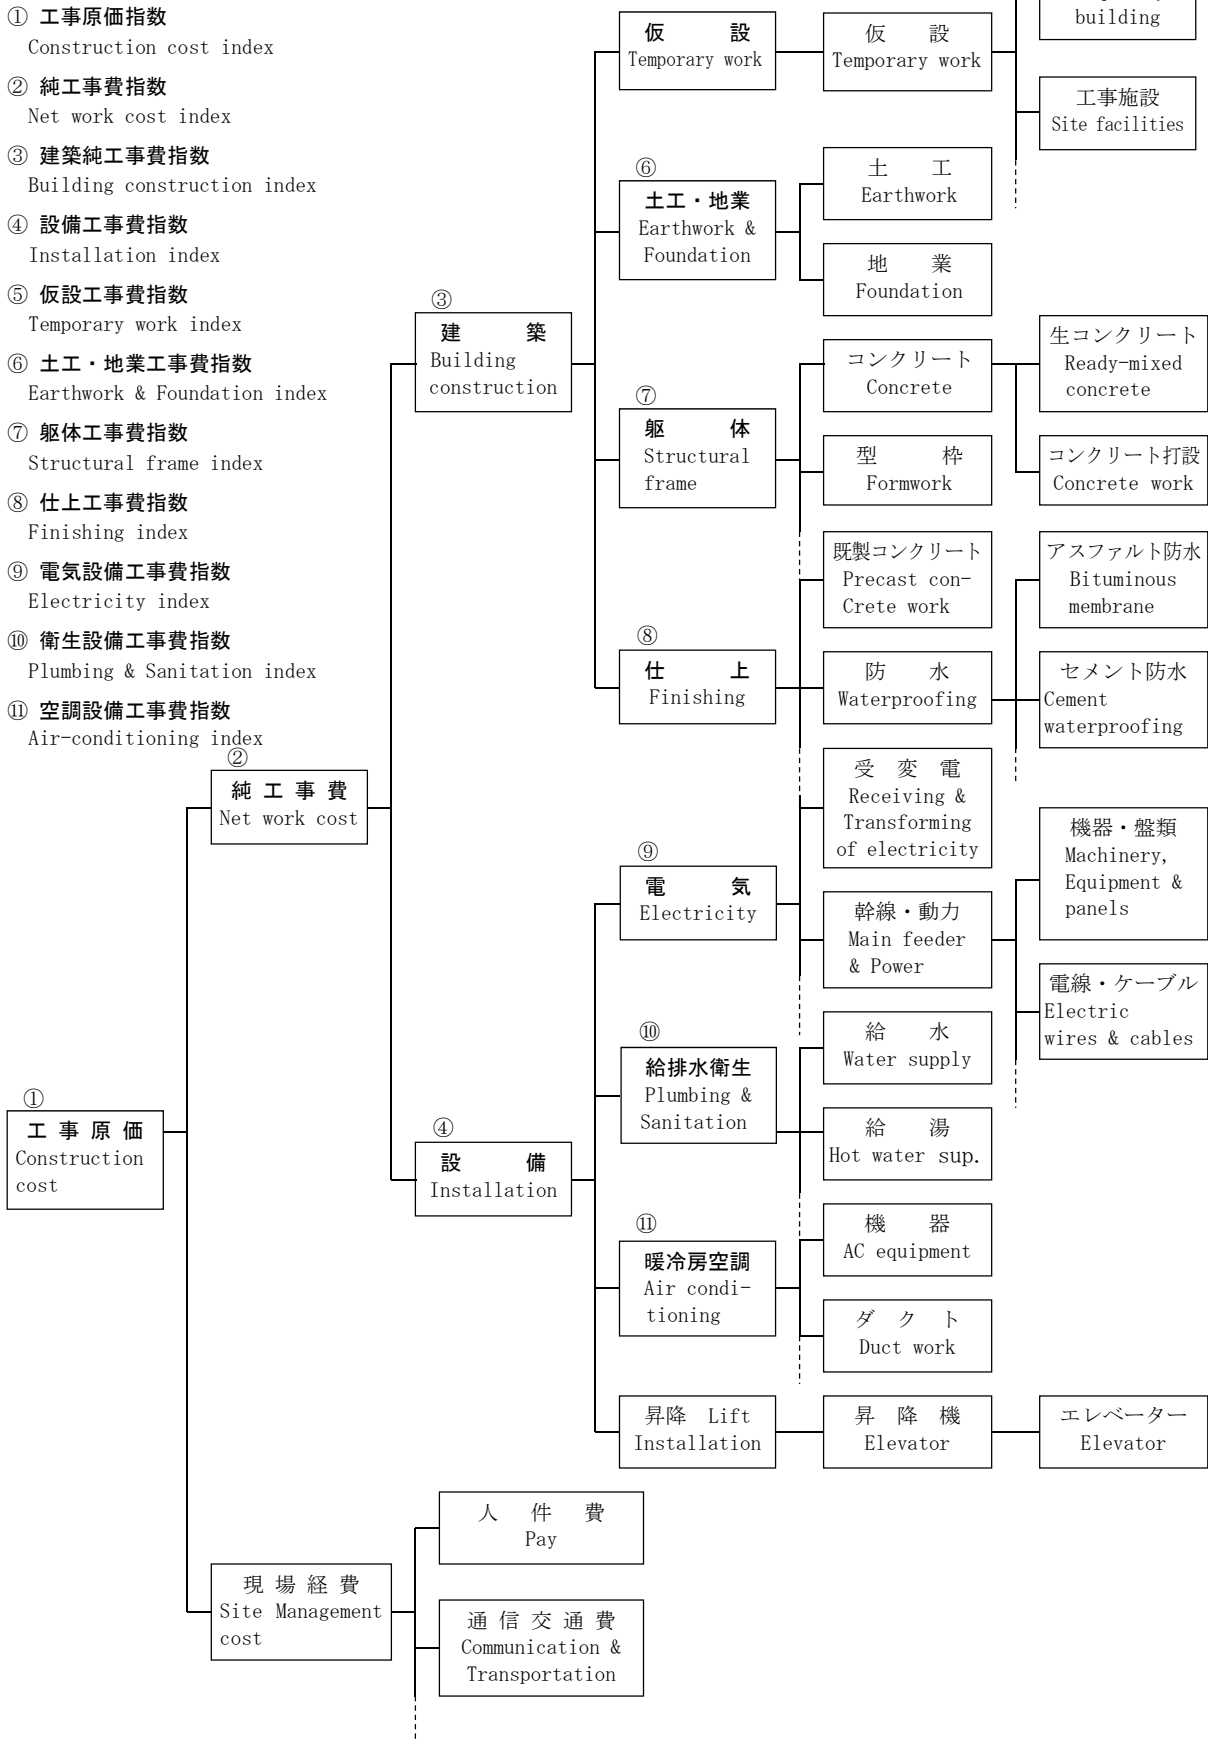 ① 工事原価指数
Construction cost index
② 純工事費指数
Net work cost index
③ 建築純工事費指数
Building construction index
④ 設備工事費指数
Installation index
⑤ 仮設工事費指数
Temporary work index
⑥ 土工・地業工事費指数
Earthwork & Foundation index
⑦ 躯体工事費指数
Structural frame index
⑧ 仕上工事費指数
Finishing index
⑨ 電気設備工事費指数
Electricity index
⑩ 衛生設備工事費指数
Plumbing & Sanitation index
⑪ 空調設備工事費指数
Air-conditioning index
①
工事原価
Construction
cost
②
純工事費
Net work cost
③
建 築
Building
construction
仮 設
Temporary work
仮 設
Temporary work
building
工事施設
Site facilities
⑥
土工・地業
Earthwork &
Foundation
土 工
Earthwork
地 業
Foundation
⑦
躯 体
Structural
frame
コンクリート
Concrete
生コンクリート
Ready-mixed
concrete
コンクリート打設
Concrete work
型 枠
Formwork
⑧
仕 上
Finishing
既製コンクリート
Precast con-
Crete work
防 水
Waterproofing
アスファルト防水
Bituminous
membrane
セメント防水
Cement
waterproofing
④
設 備
Installation
⑨
電 気
Electricity
受 変 電
Receiving &
Transforming
of electricity
幹線・動力
Main feeder
& Power
機器・盤類
Machinery,
Equipment &
panels
電線・ケーブル
Electric
wires & cables
⑩
給排水衛生
Plumbing &
Sanitation
給 水
Water supply
給 湯
Hot water sup.
⑪
暖冷房空調
Air condi-
tioning
機 器
AC equipment
ダ ク ト
Duct work
昇降 Lift
Installation
昇 降 機
Elevator
エレベーター
Elevator
現場経費
Site Management
cost
人 件 費
Pay
通信交通費
Communication &
Transportation